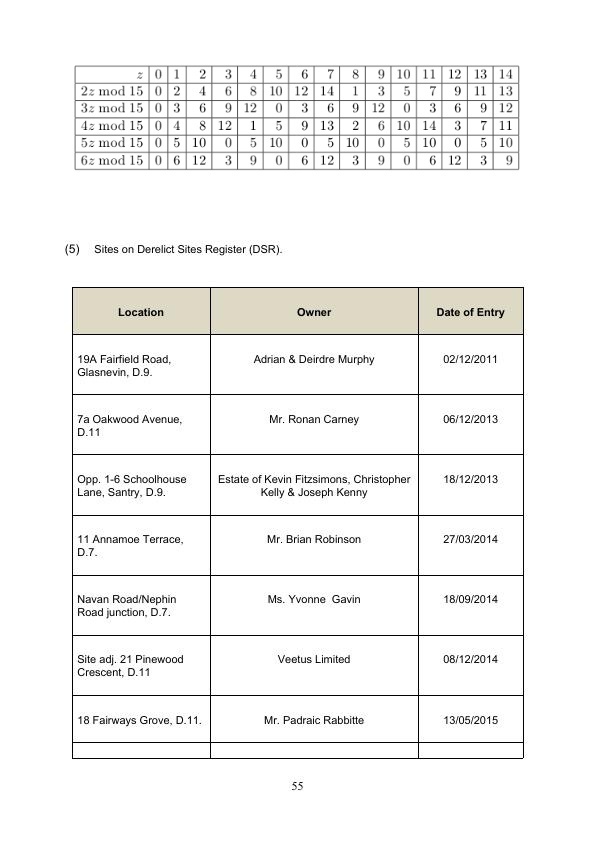 z 0 1 2 3 4 5 6 7 8 9 10 11 12 13 14
2z mod 15 0 2 4 6 8 10 12 14 1 3 5 7 9 11 13
3z mod 15 0 3 6 9 12 0 3 6 9 12 0 3 6 9 12
4z mod 15 0 4 8 12 1 5 9 13 2 6 10 14 3 7 11
5z mod 15 0 5 10 0 5 10 0 5 10 0 5 10 0 5 10
6z mod 15 0 6 12 3 9 0 6 12 3 9 0 6 12 3 9
(5) Sites on Derelict Sites Register (DSR).
Location Owner Date of Entry
19A Fairfield Road, Adrian & Deirdre Murphy 02/12/2011
Glasnevin, D.9.
7a Oakwood Avenue, Mr. Ronan Carney 06/12/2013
D.11
Opp. 1-6 Schoolhouse Estate of Kevin Fitzsimons, Christopher 18/12/2013
Lane, Santry, D.9. Kelly & Joseph Kenny
11 Annamoe Terrace, Mr. Brian Robinson 27/03/2014
D.7.
Navan Road/Nephin Ms. Yvonne Gavin 18/09/2014
Road junction, D.7.
Site adj. 21 Pinewood Veetus Limited 08/12/2014
Crescent, D.11
18 Fairways Grove, D.11. Mr. Padraic Rabbitte 13/05/2015
55